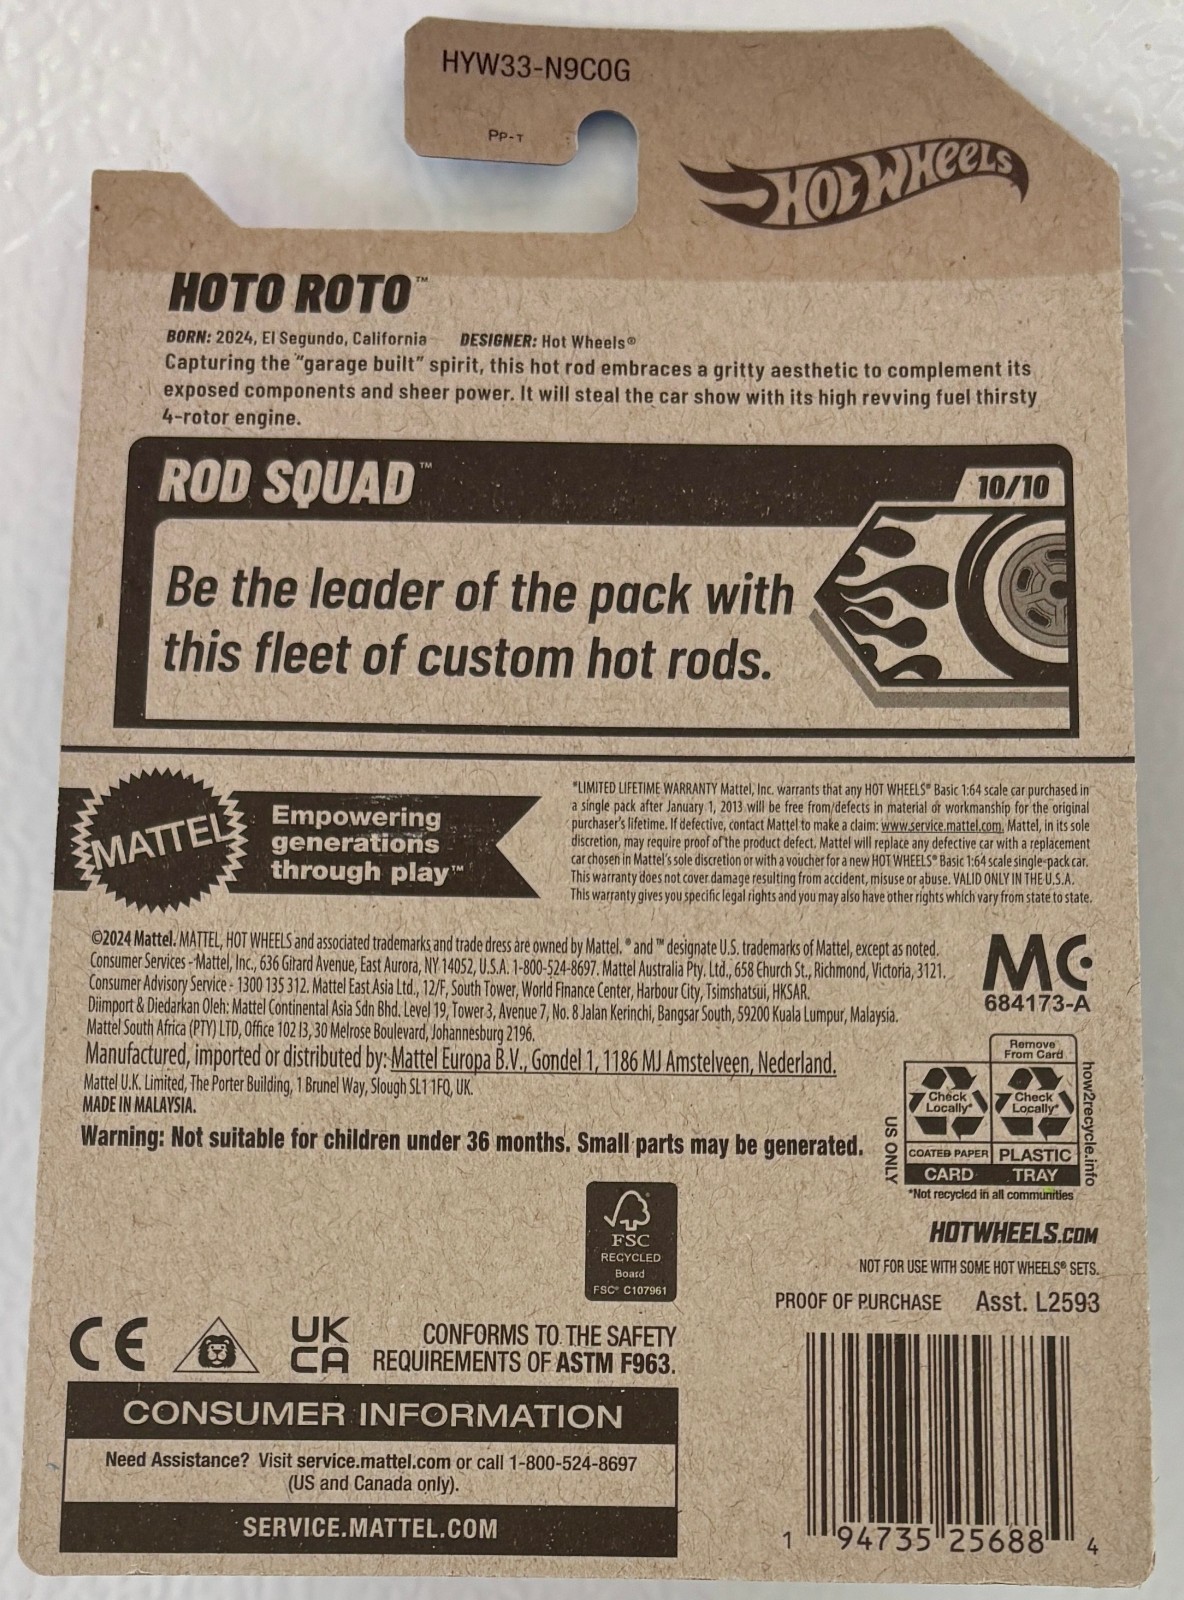 HYW33-N9C0G
PP-T
HOT WHEELS
HOTO ROTO™
BORN: 2024, El Segundo, California DESIGNER: Hot Wheels®
Capturing the "garage built" spirit, this hot rod embraces a gritty aesthetic to complement its
exposed components and sheer power. It will steal the car show with its high revving fuel thirsty
4-rotor engine.
ROD SQUAD™
10/10
Be the leader of the pack with
this fleet of custom hot rods.
MATTEL
Empowering
generations
through play™
*LIMITED LIFETIME WARRANTY Mattel, Inc. warrants that any HOT WHEELS® Basic 1:64 scale car purchased in
a single pack after January 1, 2013 will be free from/defects in material or workmanship for the original
purchaser's lifetime. If defective, contact Mattel to make a claim: www.service.mattel.com. Mattel, in its sole
discretion, may require proof of the product defect. Mattel will replace any defective car with a replacement
car chosen in Mattel's sole discretion or with a voucher for a new HOT WHEELS® Basic 1:64 scale single-pack car.
This warranty does not cover damage resulting from accident, misuse or abuse. VALID ONLY IN THE U.S.A.
This warranty gives you specific legal rights and you may also have other rights which vary from state to state.
©2024 Mattel. MATTEL, HOT WHEELS and associated trademarks and trade dress are owned by Mattel. ® and ™ designate U.S. trademarks of Mattel, except as noted.
Consumer Services - Mattel, Inc., 636 Girard Avenue, East Aurora, NY 14052, U.S.A. 1-800-524-8697. Mattel Australia Pty. Ltd., 658 Church St., Richmond, Victoria, 3121.
Consumer Advisory Service - 1300 135 312. Mattel East Asia Ltd., 12/F, South Tower, World Finance Center, Harbour City, Tsimshatsui, HKSAR.
Diimport & Diedarkan Oleh: Mattel Continental Asia Sdn Bhd. Level 19, Tower 3, Avenue 7, No. 8 Jalan Kerinchi, Bangsar South, 59200 Kuala Lumpur, Malaysia.
Mattel South Africa (PTY) LTD, Office 102 I3, 30 Melrose Boulevard, Johannesburg 2196.
Manufactured, imported or distributed by: Mattel Europa B.V., Gondel 1, 1186 MJ Amstelveen, Nederland.
Mattel U.K. Limited, The Porter Building, 1 Brunel Way, Slough SL1 1FQ, UK.
MADE IN MALAYSIA.
Warning: Not suitable for children under 36 months. Small parts may be generated.
MC
684173-A
Remove
From Card
Check
Locally*
Check
Locally*
COATED PAPER
PLASTIC
CARD
TRAY
US ONLY
how2recycle.info
*Not recycled in all communities
FSC®
RECYCLED
Board
FSC® C107961
HOTWHEELS.COM
NOT FOR USE WITH SOME HOT WHEELS® SETS.
PROOF OF PURCHASE Asst. L2593
CE
UK
CA
CONFORMS TO THE SAFETY
REQUIREMENTS OF ASTM F963.
CONSUMER INFORMATION
Need Assistance? Visit service.mattel.com or call 1-800-524-8697
(US and Canada only).
SERVICE.MATTEL.COM
1 94735 25688 4